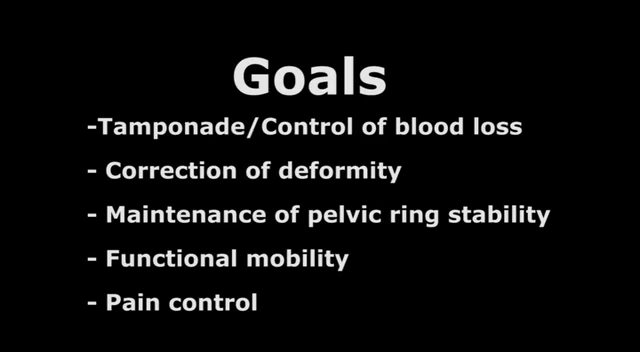 Goals
-Tamponade/Control of blood loss
- Correction of deformity
- Maintenance of pelvic ring stability
- Functional mobility
- Pain control